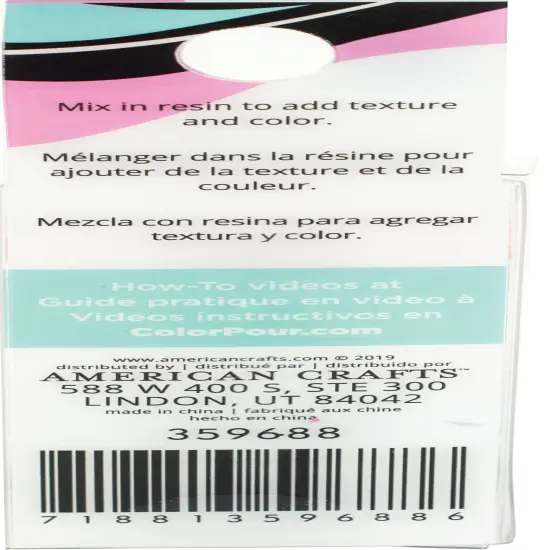 Mix in resin to add texture
and color.
Mélanger dans la résine pour
ajouter de la texture et de la
couleur.
Mezcla con resina para agregar
textura y color.
How-To videos at
Guide pratique en video à
Videos instructivos en
ColorPour.com
www.americancrafts.com © 2019
distributed by | distribué par | distribuido por
AMERICAN CRAFTS™
588 W 400 S, STE 300
LINDON, UT 84042
made in china | fabriqué aux chine
hecho en china
359688
7 18813 59688 6